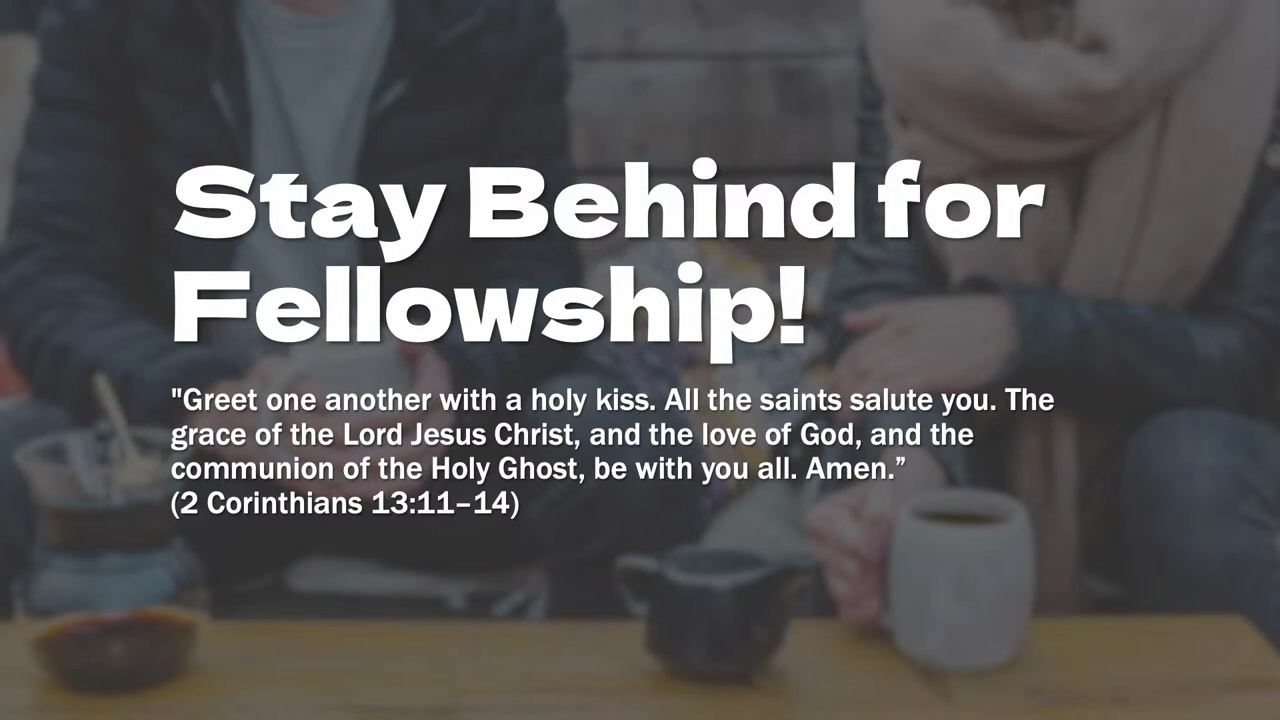 Stay Behind for
Fellowship!
"Greet one another with a holy kiss. All the saints salute you. The
grace of the Lord Jesus Christ, and the love of God, and the
communion of the Holy Ghost, be with you all. Amen.”
(2 Corinthians 13:11–14)